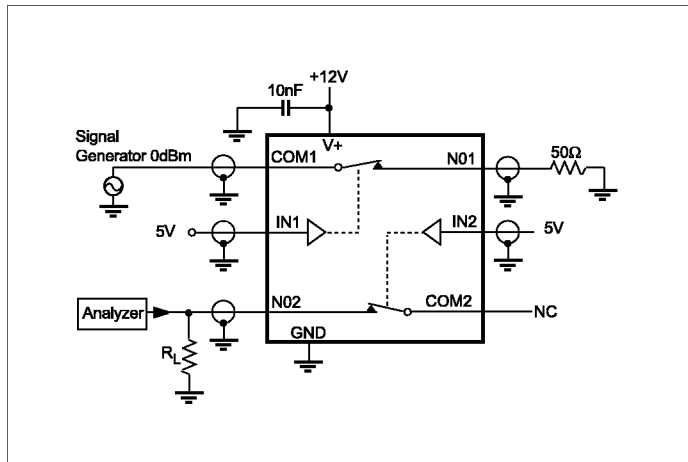 +12V
10nF
V+
Signal
Generator 0dBm
COM1
N01
50Ω
5V
IN1
IN2
5V
Analyzer
N02
COM2
NC
GND
RL